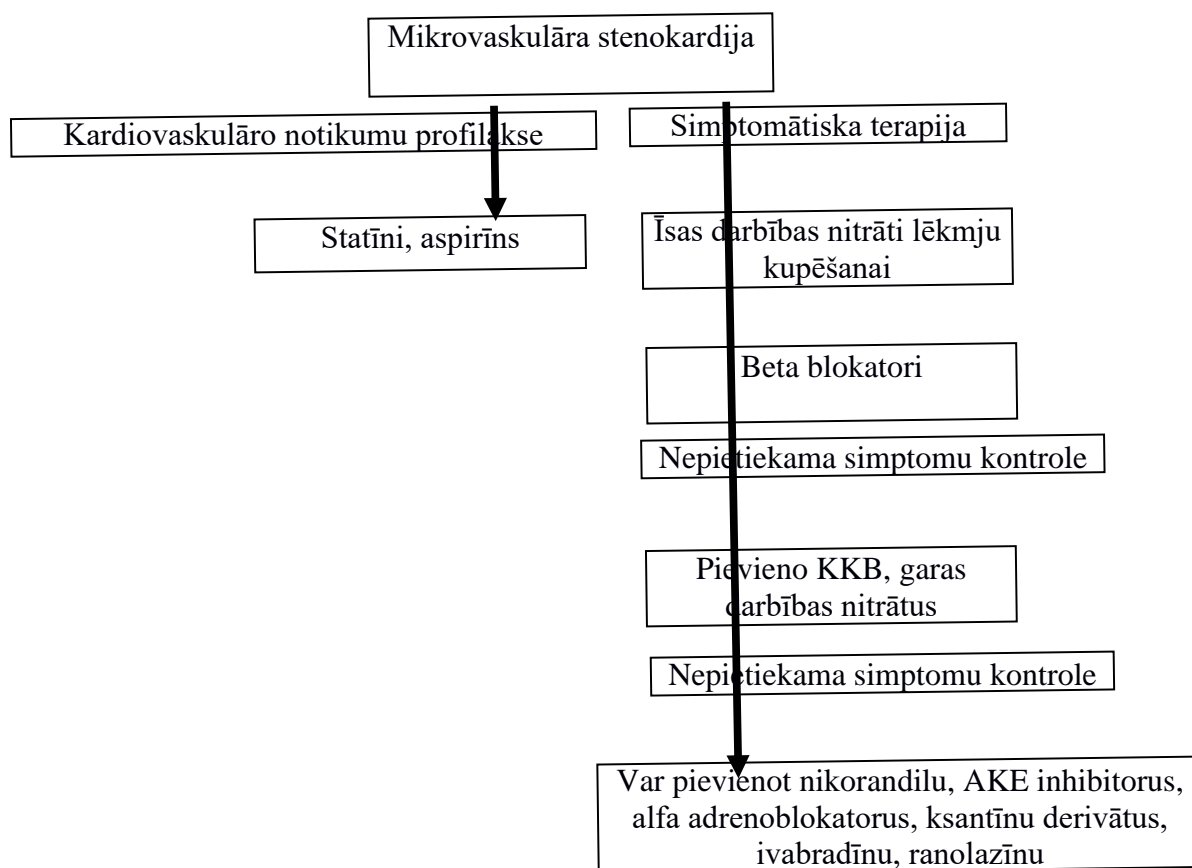 Mikrovaskulāra stenokardija
Kardiovaskulāro notikumu profilakse
Simptomātiska terapija
Statīni, aspirīns
Īsas darbības nitrāti lēkmju
kupēšanai
Beta blokatori
Nepietiekama simptomu kontrole
Pievieno KKB, garas
darbības nitrātus
Nepietiekama simptomu kontrole
Var pievienot nikorandilu, AKE inhibitorus,
alfa adrenoblokatorus, ksantīnu derivātus,
ivabradīnu, ranolazīnu